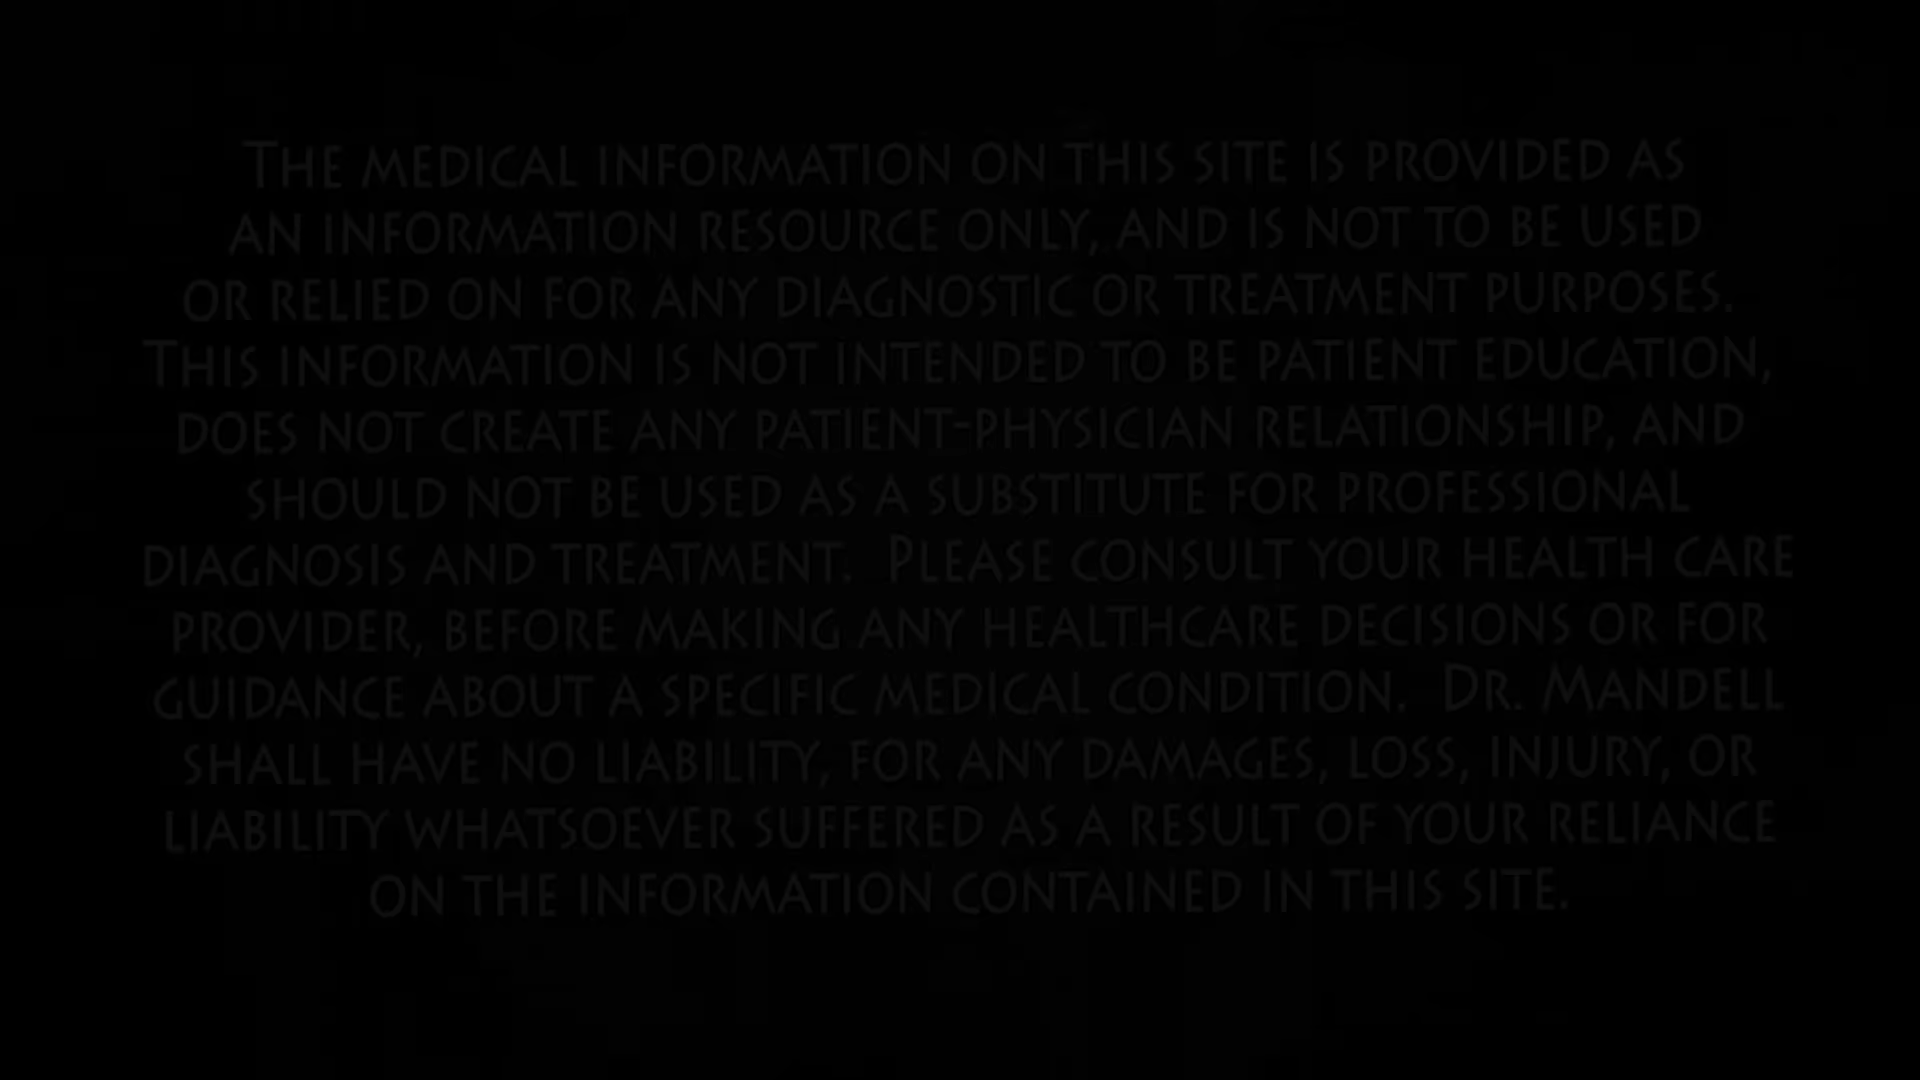 The medical information on this site is provided as
an information resource only, and is not to be used
or relied on for any diagnostic or treatment purposes.
This information is not intended to be patient education,
does not create any patient-physician relationship, and
should not be used as a substitute for professional
diagnosis and treatment. Please consult your health care
provider, before making any healthcare decisions or for
guidance about a specific medical condition. Dr. Mandell
shall have no liability, for any damages, loss, injury, or
liability whatsoever suffered as a result of your reliance
on the information contained in this site.